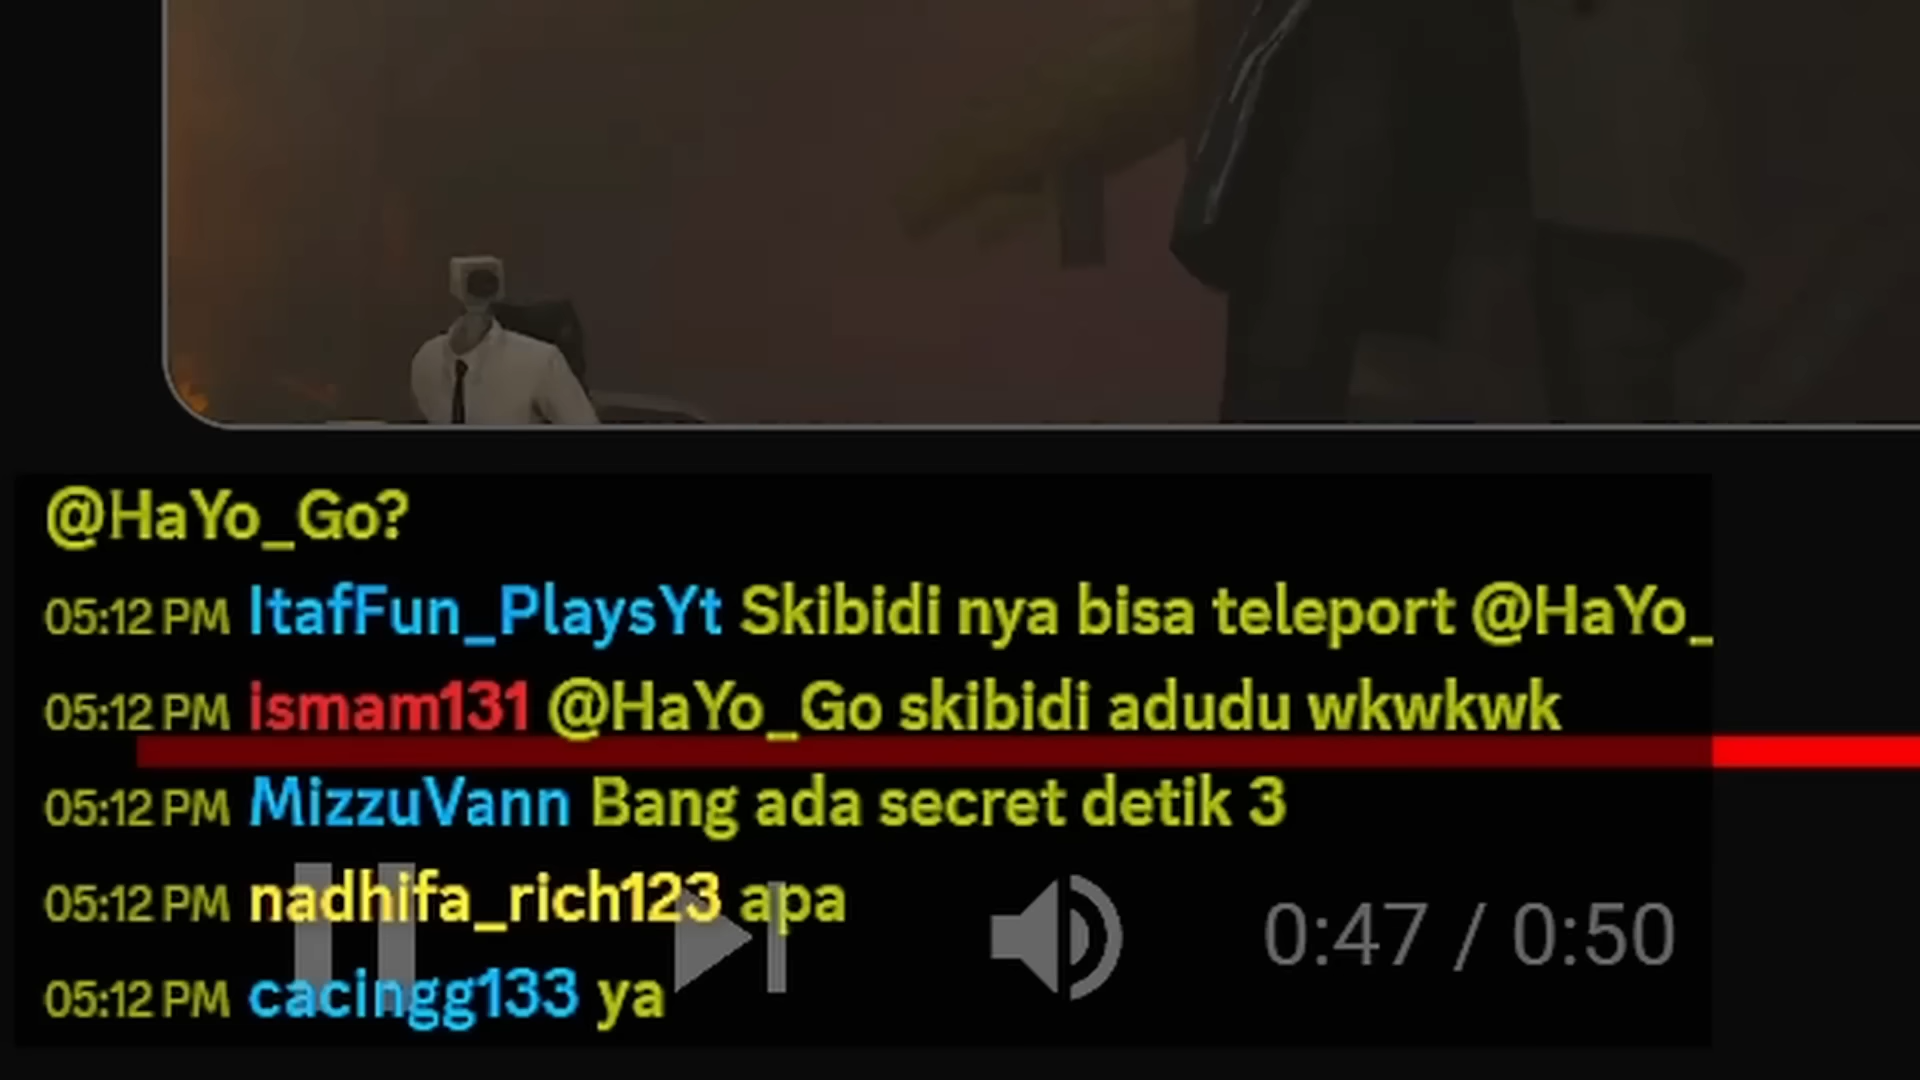 @HaYo_Go?
05:12 PM ItafFun_PlaysYt Skibidi nya bisa teleport @HaYo_
05:12 PM ismam131 @HaYo_Go skibidi adudu wkwkwk
05:12 PM MizzuVann Bang ada secret detik 3
05:12 PM nadhifa_rich123 apa
0:47 / 0:50
05:12 PM cacingg133 ya